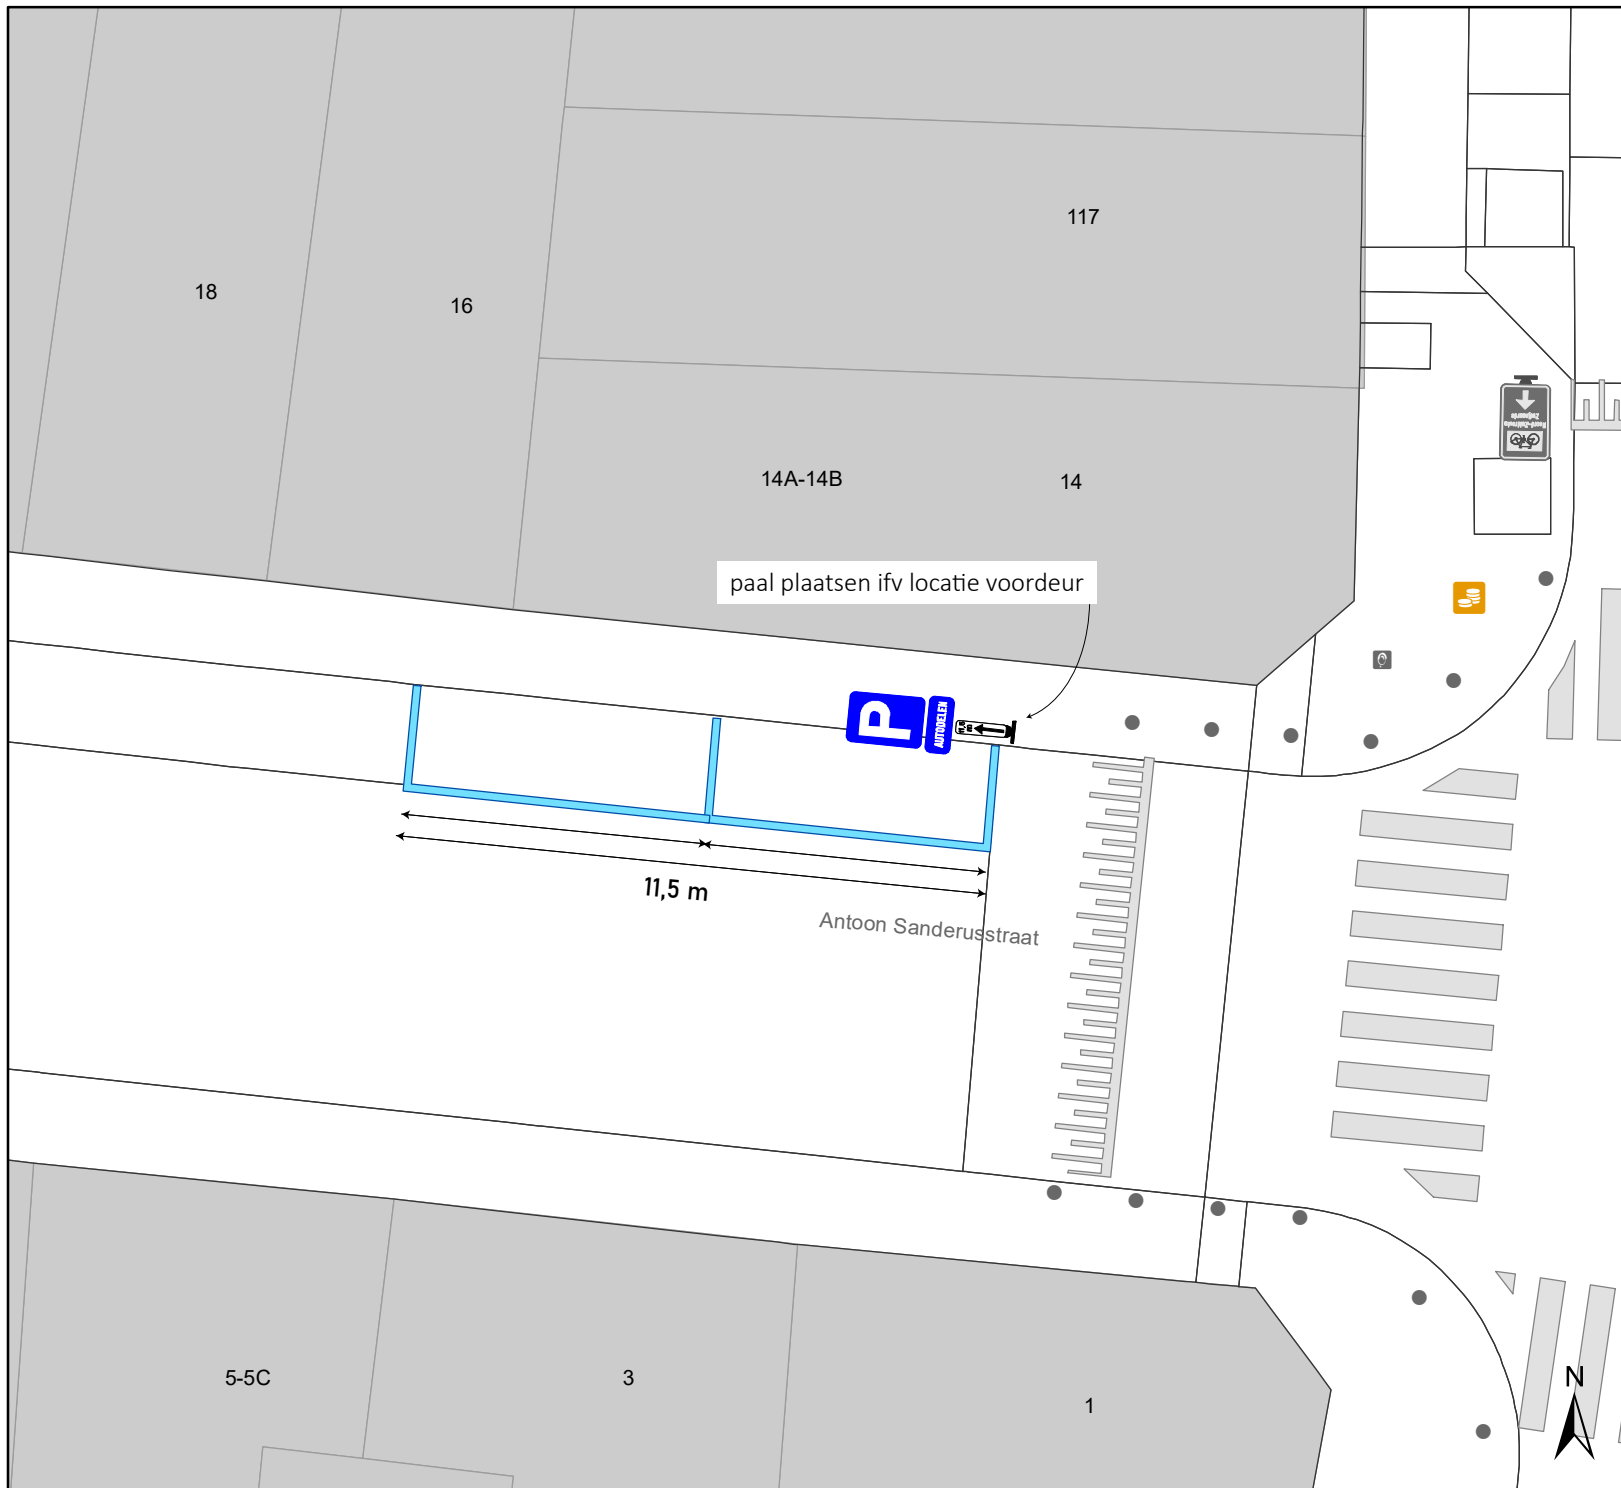 117
18
16
14A-14B
14
paal plaatsen ifv locatie voordeur
P
AUTODELEN
11,5 m
Antoon Sanderusstraat
5-5C
3
1
N